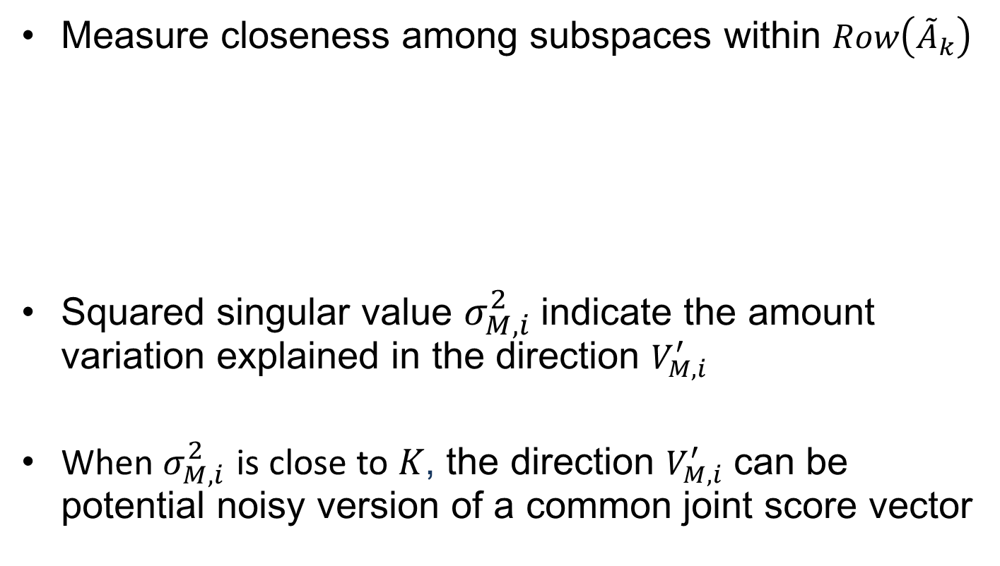 • Measure closeness among subspaces within $Row(\tilde{A}_k)$
• Squared singular value $\sigma_{M,i}^2$ indicate the amount
variation explained in the direction $V'_{M,i}$
• When $\sigma_{M,i}^2$ is close to $K$, the direction $V'_{M,i}$ can be
potential noisy version of a common joint score vector